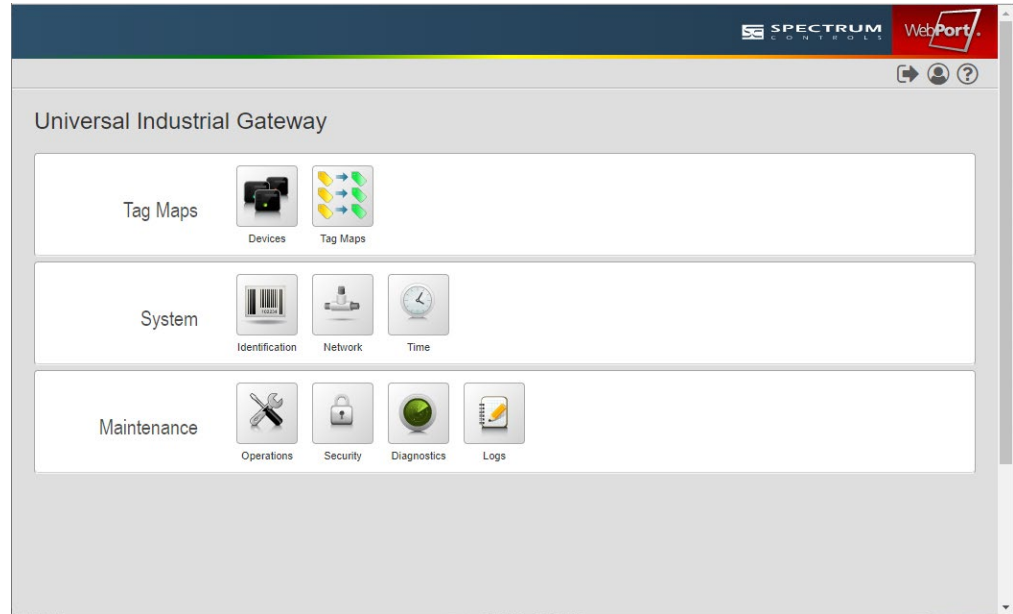 SPECTRUM
CONTROLS
WebPort.
Universal Industrial Gateway
Tag Maps
Devices
Tag Maps
System
Identification
Network
Time
Maintenance
Operations
Security
Diagnostics
Logs